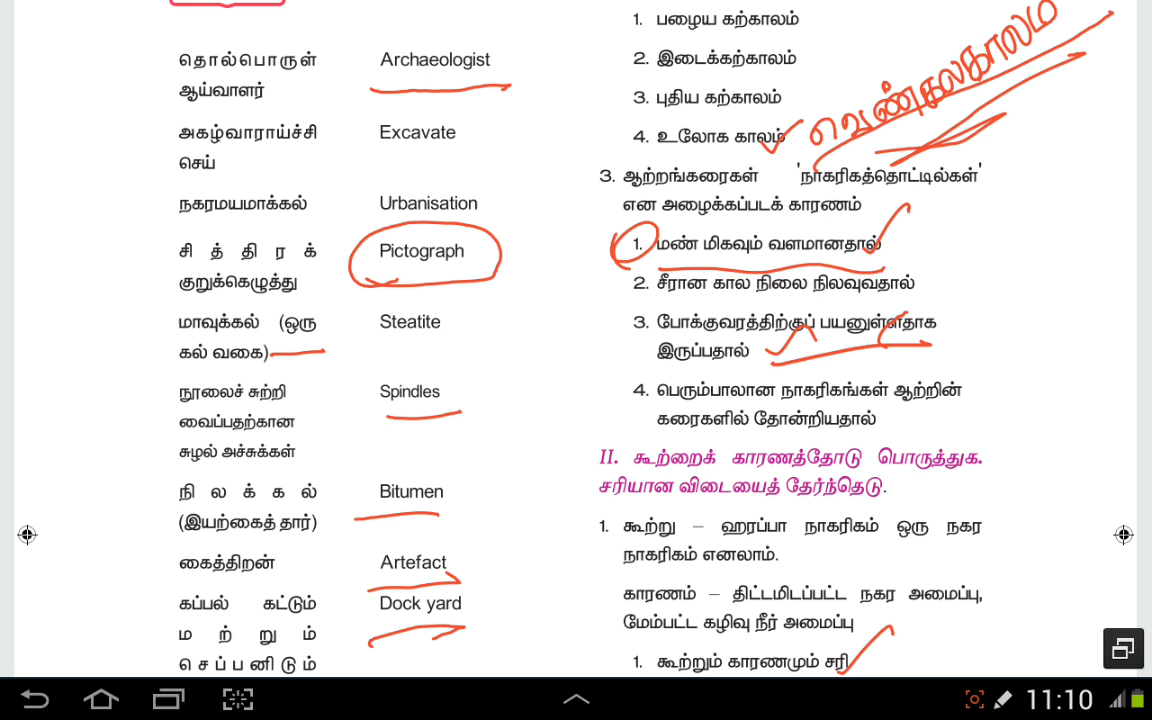 தொல்பொருள் Archaeologist
ஆய்வாளர்
அகழ்வாராய்ச்சி Excavate
செய்
நகரமயமாக்கல் Urbanisation
சித்திரக் Pictograph
குறுக்கெழுத்து
மாவுக்கல் (ஒரு Steatite
கல் வகை)
நூலைச் சுற்றி Spindles
வைப்பதற்கான
சுழல் அச்சுக்கள்
நிலக்கல் Bitumen
(இயற்கைத் தார்)
கைத்திறன் Artefact
கப்பல் கட்டும் Dock yard
மற்றும்
செப்பனிடும்
1. பழைய கற்காலம்
2. இடைக்கற்காலம்
3. புதிய கற்காலம்
4. உலோக காலம்
வெண்கலகாலம்
3. ஆற்றங்கரைகள் 'நாகரிகத்தொட்டில்கள்'
என அழைக்கப்படக் காரணம்
1. மண் மிகவும் வளமானதால்
2. சீரான கால நிலை நிலவுவதால்
3. போக்குவரத்திற்குப் பயனுள்ளதாக
இருப்பதால்
4. பெரும்பாலான நாகரிகங்கள் ஆற்றின்
கரைகளில் தோன்றியதால்
II. கூற்றைக் காரணத்தோடு பொருத்துக.
சரியான விடையைத் தேர்ந்தெடு.
1. கூற்று – ஹரப்பா நாகரிகம் ஒரு நகர
நாகரிகம் எனலாம்.
காரணம் – திட்டமிடப்பட்ட நகர அமைப்பு,
மேம்பட்ட கழிவு நீர் அமைப்பு
1. கூற்றும் காரணமும் சரி
11:10